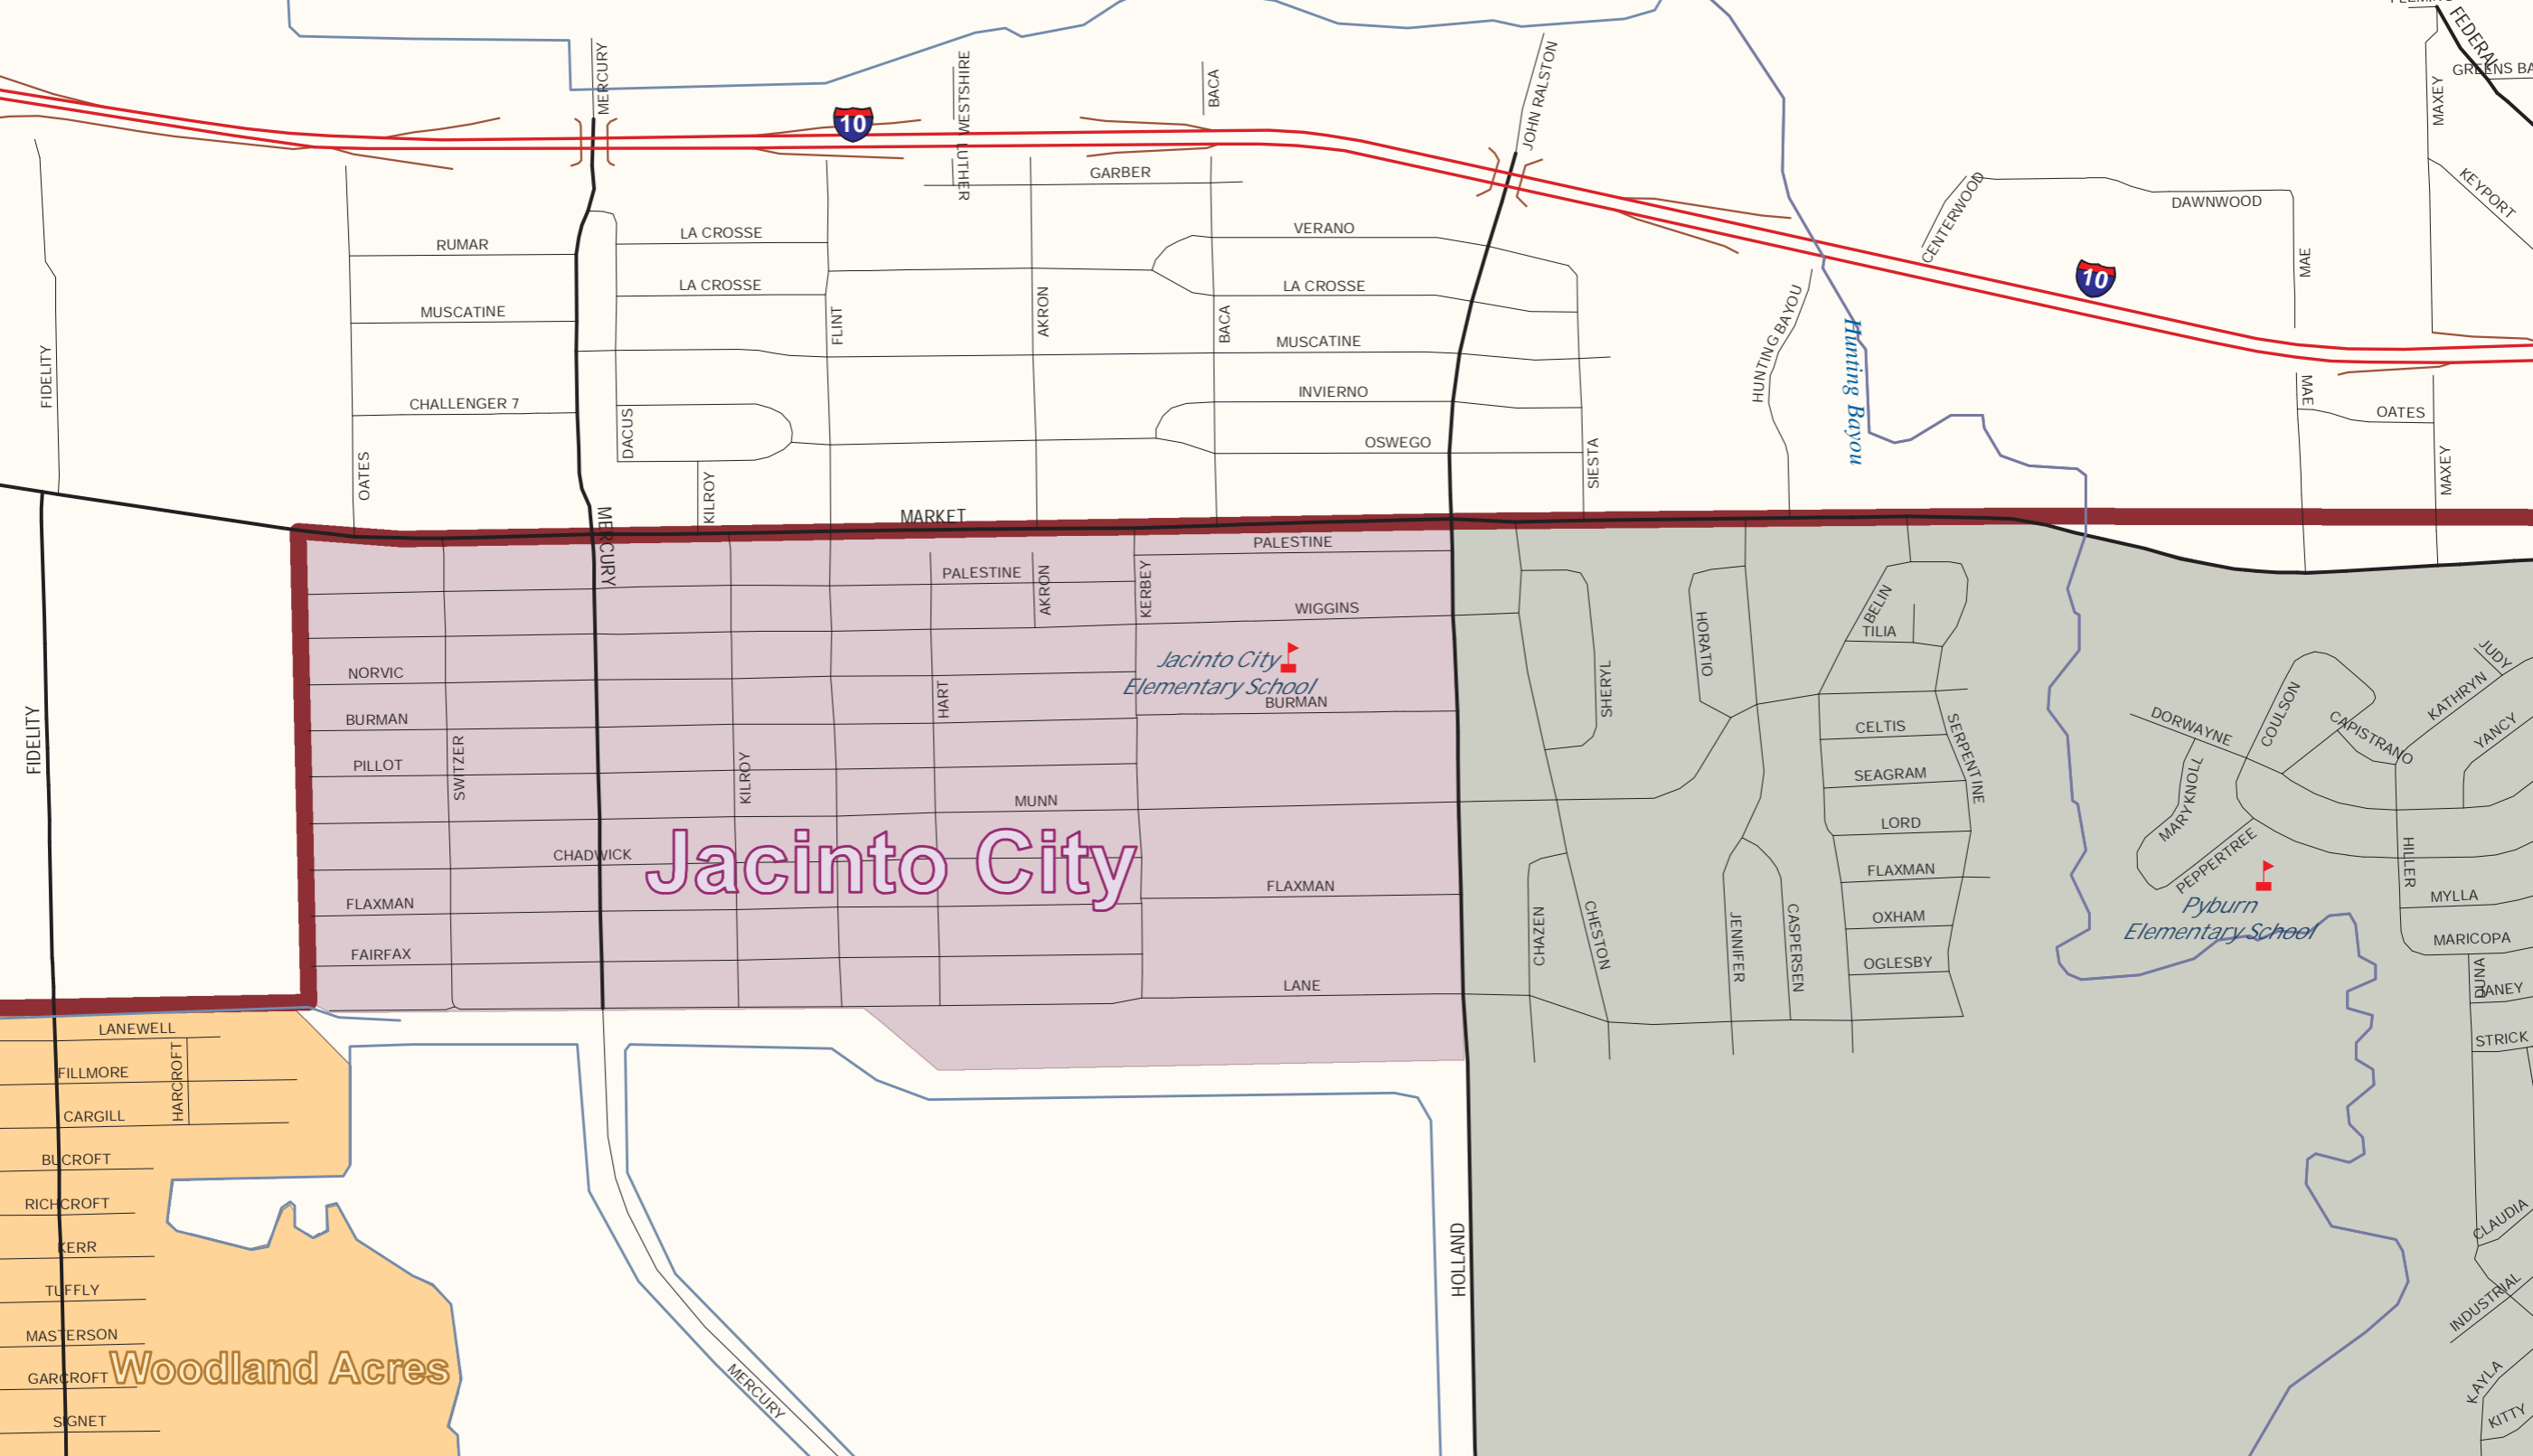 FEDERAL
GREENS BA
MERCURY
WESTSHIRE
BACA
JOHN RALSTON
MAXEY
10
LUTHER
GARBER
KEYPORT
CENTERWOOD
DAWNWOOD
RUMAR
LA CROSSE
VERANO
MAE
10
LA CROSSE
LA CROSSE
MUSCATINE
FLINT
AKRON
BACA
MUSCATINE
HUNTING BAYOU
Hunting Bayou
FIDELITY
CHALLENGER 7
INVIERNO
MAE
OATES
DACUS
OSWEGO
SIESTA
OATES
KILROY
MAXEY
MARKET
MERCURY
PALESTINE
PALESTINE
AKRON
KERBEY
WIGGINS
BELIN
TILIA
HORATIO
Jacinto City
Elementary School
NORVIC
HART
SHERYL
JUDY
KATHRYN
BURMAN
BURMAN
CELTIS
SERPENTINE
DORWAYNE
COULSON
CAPISTRANO
YANCY
FIDELITY
PILLOT
SWITZER
KILROY
SEAGRAM
MARYKNOLL
MUNN
LORD
CHADWICK
Jacinto City
PEPPERTREE
HILLER
FLAXMAN
FLAXMAN
FLAXMAN
MYLLA
Pyburn
Elementary School
CHAZEN
CHESTON
JENNIFER
CASPERSEN
OXHAM
MARICOPA
FAIRFAX
OGLESBY
DUNA
LANE
JANEY
LANEWELL
STRICK
HARCROFT
FILLMORE
CARGILL
BUCROFT
RICHCROFT
KERR
TUFFLY
MASTERSON
GARCROFT
SIGNET
Woodland Acres
MERCURY
HOLLAND
CLAUDIA
INDUSTRIAL
KAYLA
KITTY